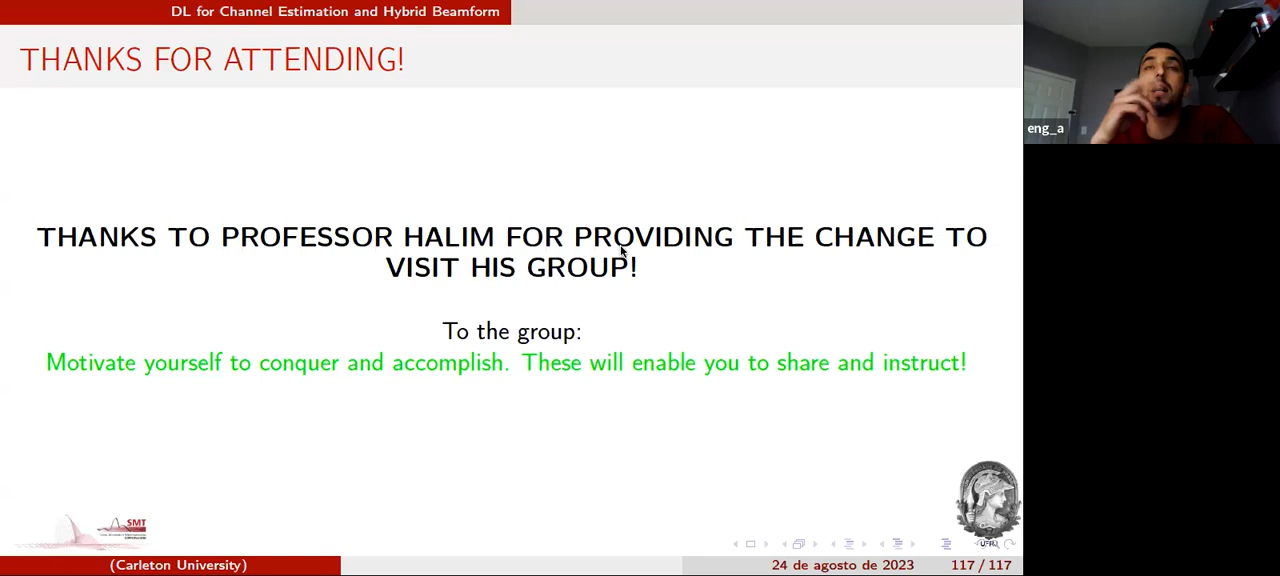 DL for Channel Estimation and Hybrid Beamform
THANKS FOR ATTENDING!
eng_a
THANKS TO PROFESSOR HALIM FOR PROVIDING THE CHANGE TO
VISIT HIS GROUP!
To the group:
Motivate yourself to conquer and accomplish. These will enable you to share and instruct!
SMT
UFRJ
(Carleton University)
24 de agosto de 2023
117 / 117